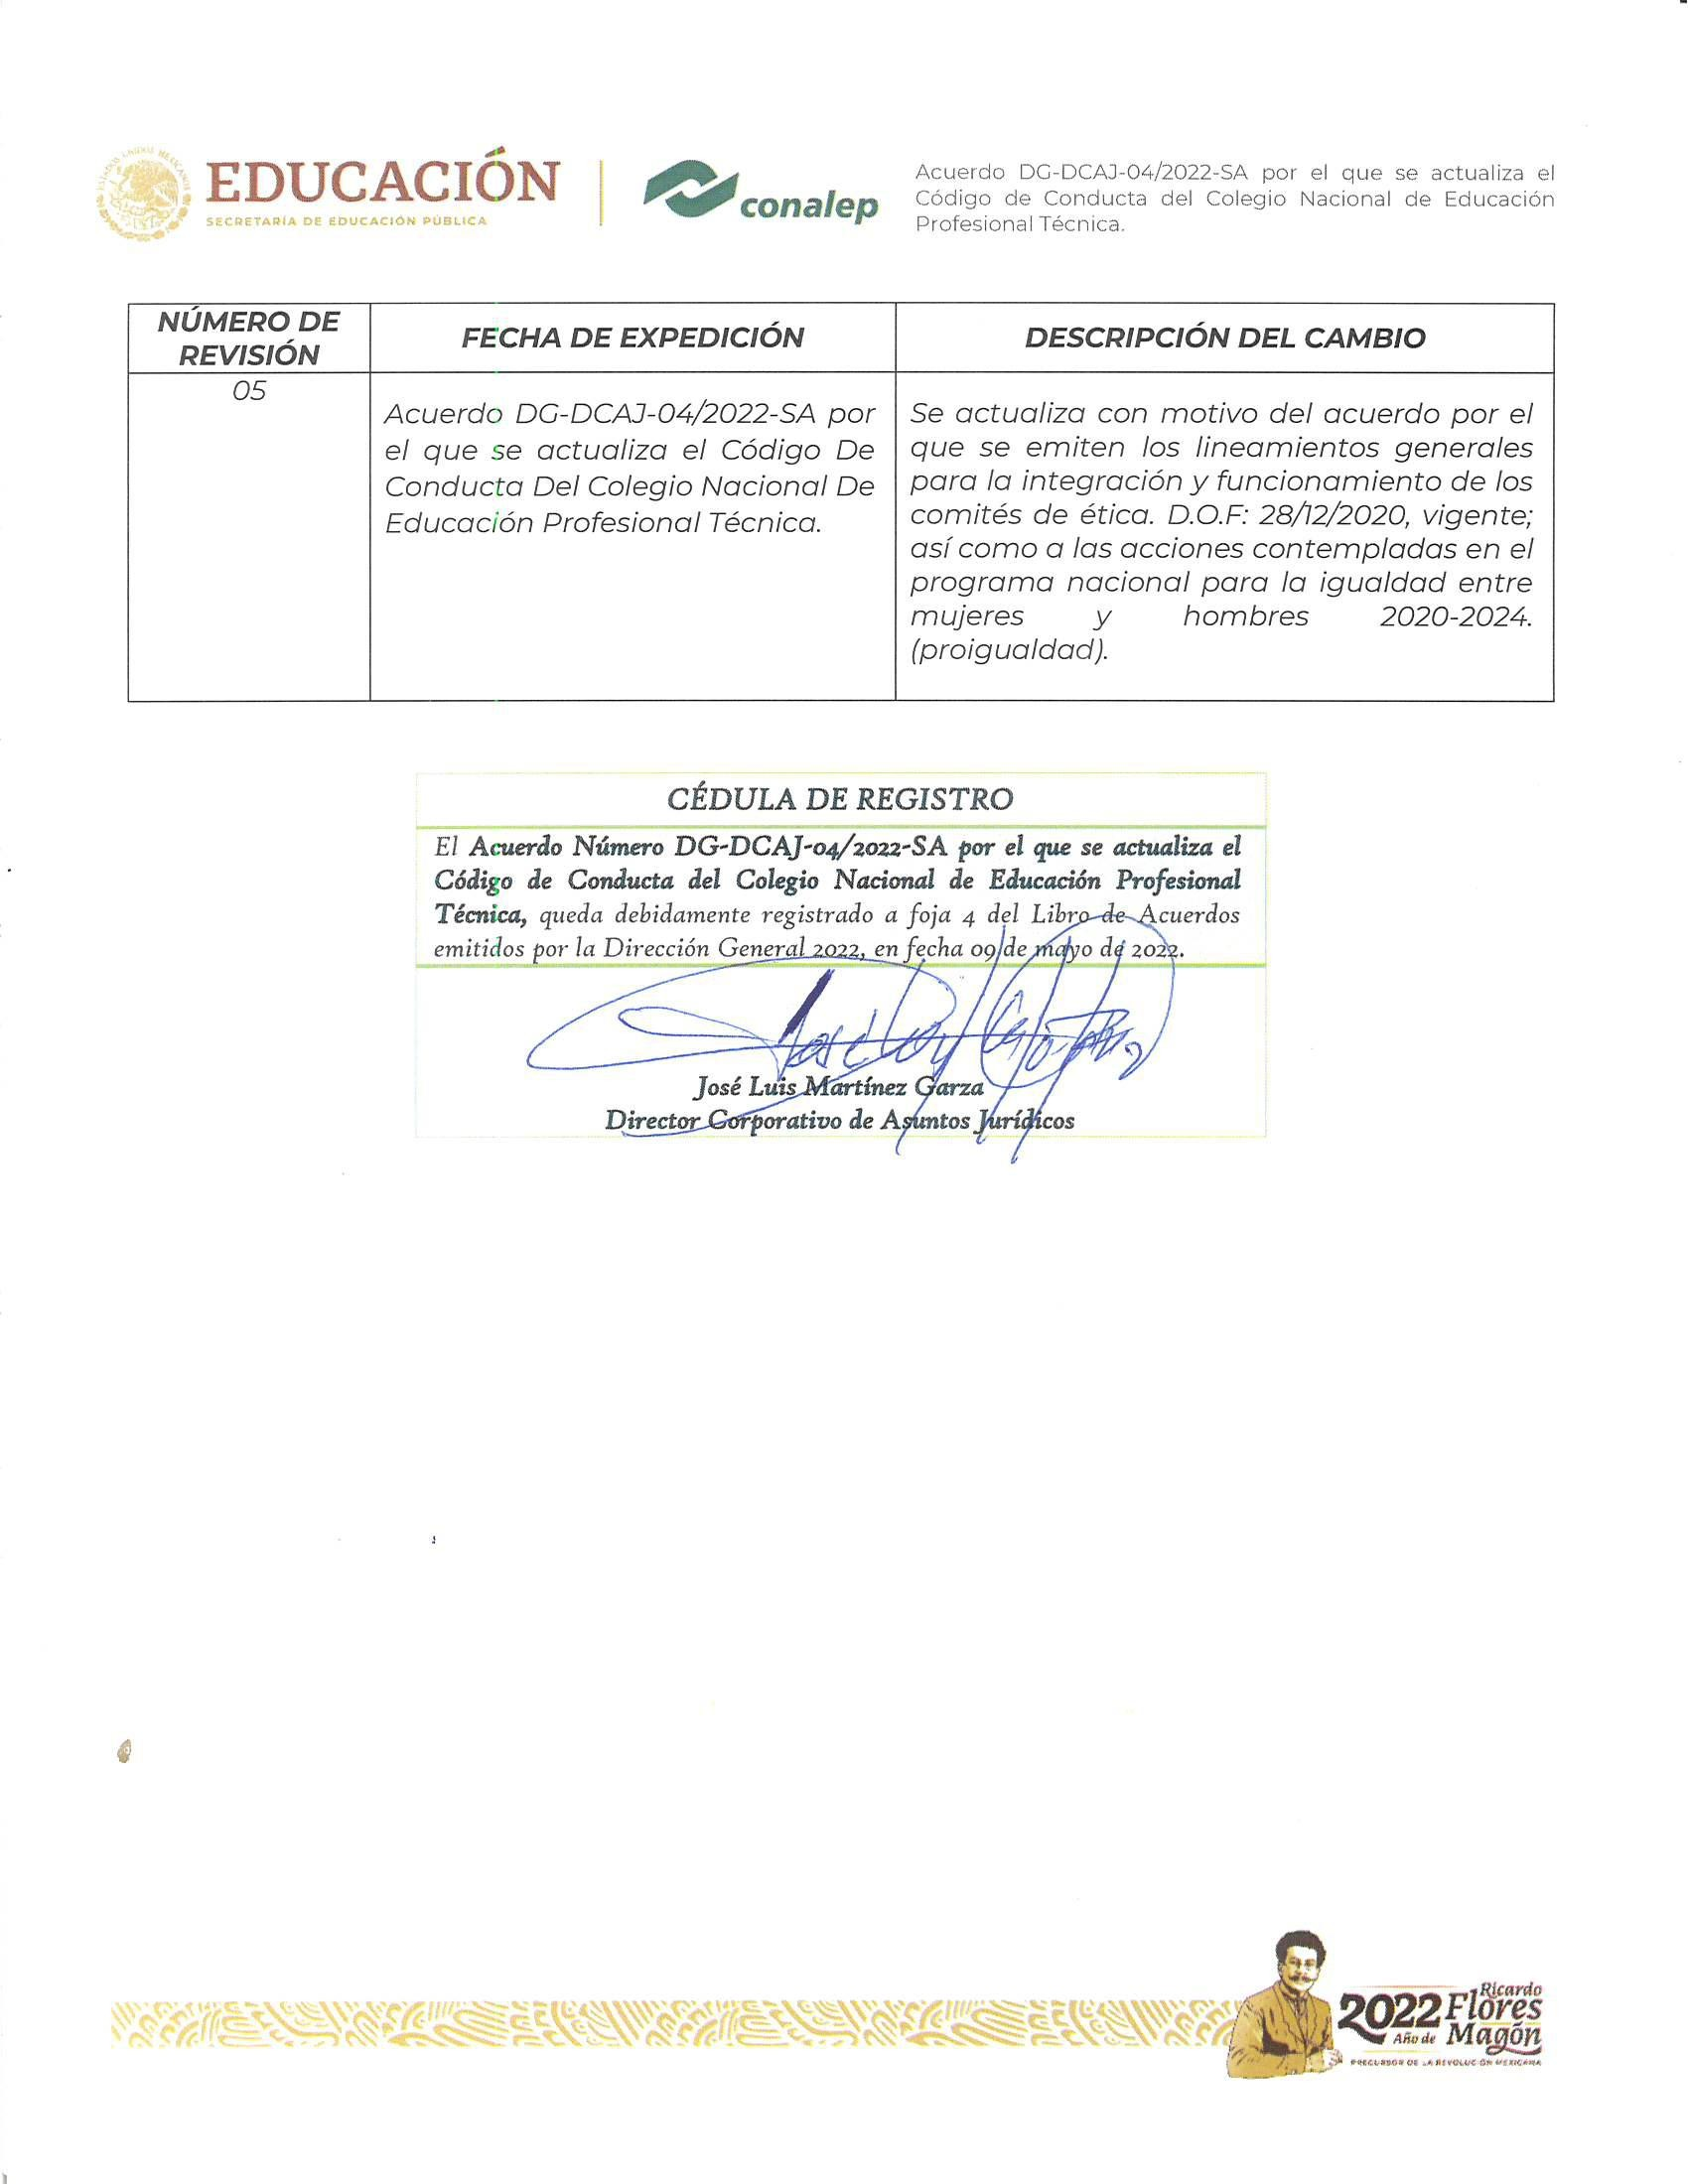 EDUCACIÓN
SECRETARÍA DE EDUCACIÓN PÚBLICA
conalep
Acuerdo DG-DCAJ-04/2022-SA por el que se actualiza el
Código de Conducta del Colegio Nacional de Educación
Profesional Técnica.
NÚMERO DE
REVISIÓN
FECHA DE EXPEDICIÓN
DESCRIPCIÓN DEL CAMBIO
05
Acuerdo DG-DCAJ-04/2022-SA por
el que se actualiza el Código De
Conducta Del Colegio Nacional De
Educación Profesional Técnica.
Se actualiza con motivo del acuerdo por el
que se emiten los lineamientos generales
para la integración y funcionamiento de los
comités de ética. D.O.F: 28/12/2020, vigente;
así como a las acciones contempladas en el
programa nacional para la igualdad entre
mujeres y hombres 2020-2024.
(proigualdad).
CÉDULA DE REGISTRO
El Acuerdo Número DG-DCAJ-04/2022-SA por el que se actualiza el
Código de Conducta del Colegio Nacional de Educación Profesional
Técnica, queda debidamente registrado a foja 4 del Libro de Acuerdos
emitidos por la Dirección General 2022, en fecha 09 de mayo de 2022.
José Luis Martínez Garza
Director Corporativo de Asuntos Jurídicos
2022 Ricardo
Flores
Año de Magón
PRECURSOR DE LA REVOLUCIÓN MEXICANA